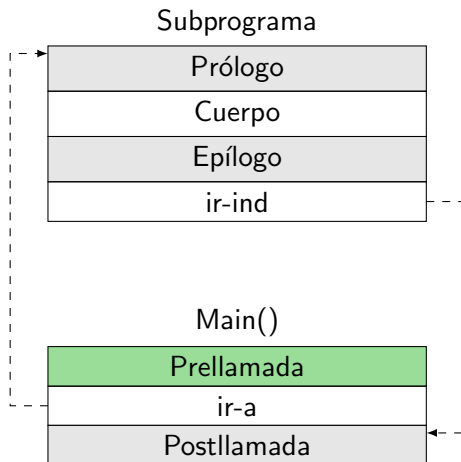 Subprograma
Prólogo
Cuerpo
Epílogo
ir-ind
Main()
Prellamada
ir-a
Postllamada